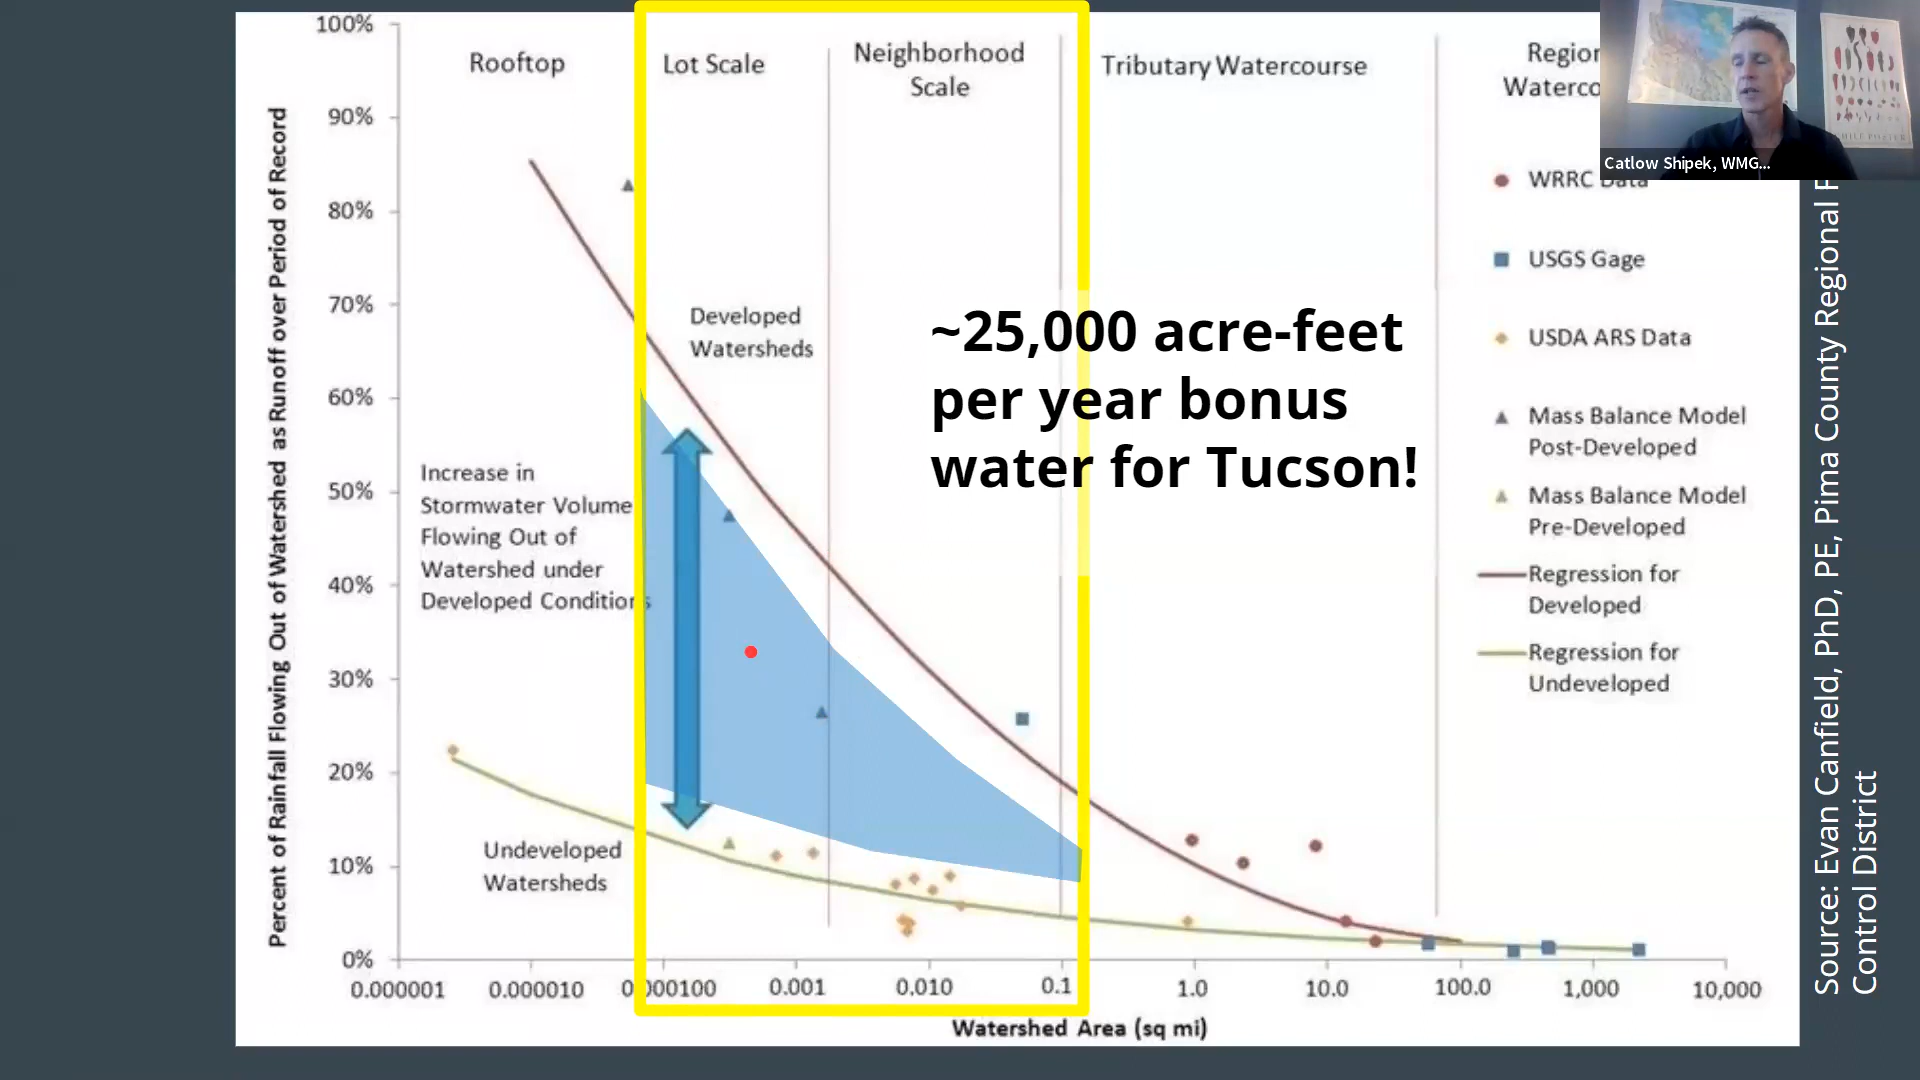 100%
90%
80%
70%
60%
50%
40%
30%
20%
10%
0%
Percent of Rainfall Flowing Out of Watershed as Runoff over Period of Record
Rooftop
Lot Scale
Neighborhood
Scale
Tributary Watercourse
Developed
Watersheds
~25,000 acre-feet
per year bonus
water for Tucson!
Increase in
Stormwater Volume
Flowing Out of
Watershed under
Developed Conditions
Undeveloped
Watersheds
0.000001
0.000010
0.000100
0.001
0,010
0.1
1.0
10.0
100.0
1,000
10,000
Watershed Area (sq mi)
WRRC Data
USGS Gage
USDA ARS Data
Mass Balance Model
Post-Developed
Mass Balance Model
Pre-Developed
Regression for
Developed
Regression for
Undeveloped
Catlow Shipek, WMG...
Source: Evan Canfield, PhD, PE, Pima County Regional
Control District